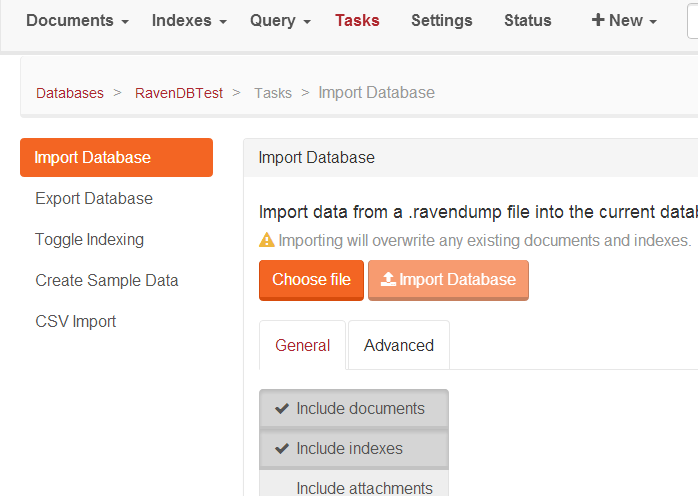 Documents Indexes Query Tasks Settings Status + New
Databases > RavenDBTest > Tasks > Import Database
Import Database
Export Database
Toggle Indexing
Create Sample Data
CSV Import
Import Database
Import data from a .ravendump file into the current datab
Importing will overwrite any existing documents and indexes.
Choose file Import Database
General Advanced
Include documents
Include indexes
Include attachments